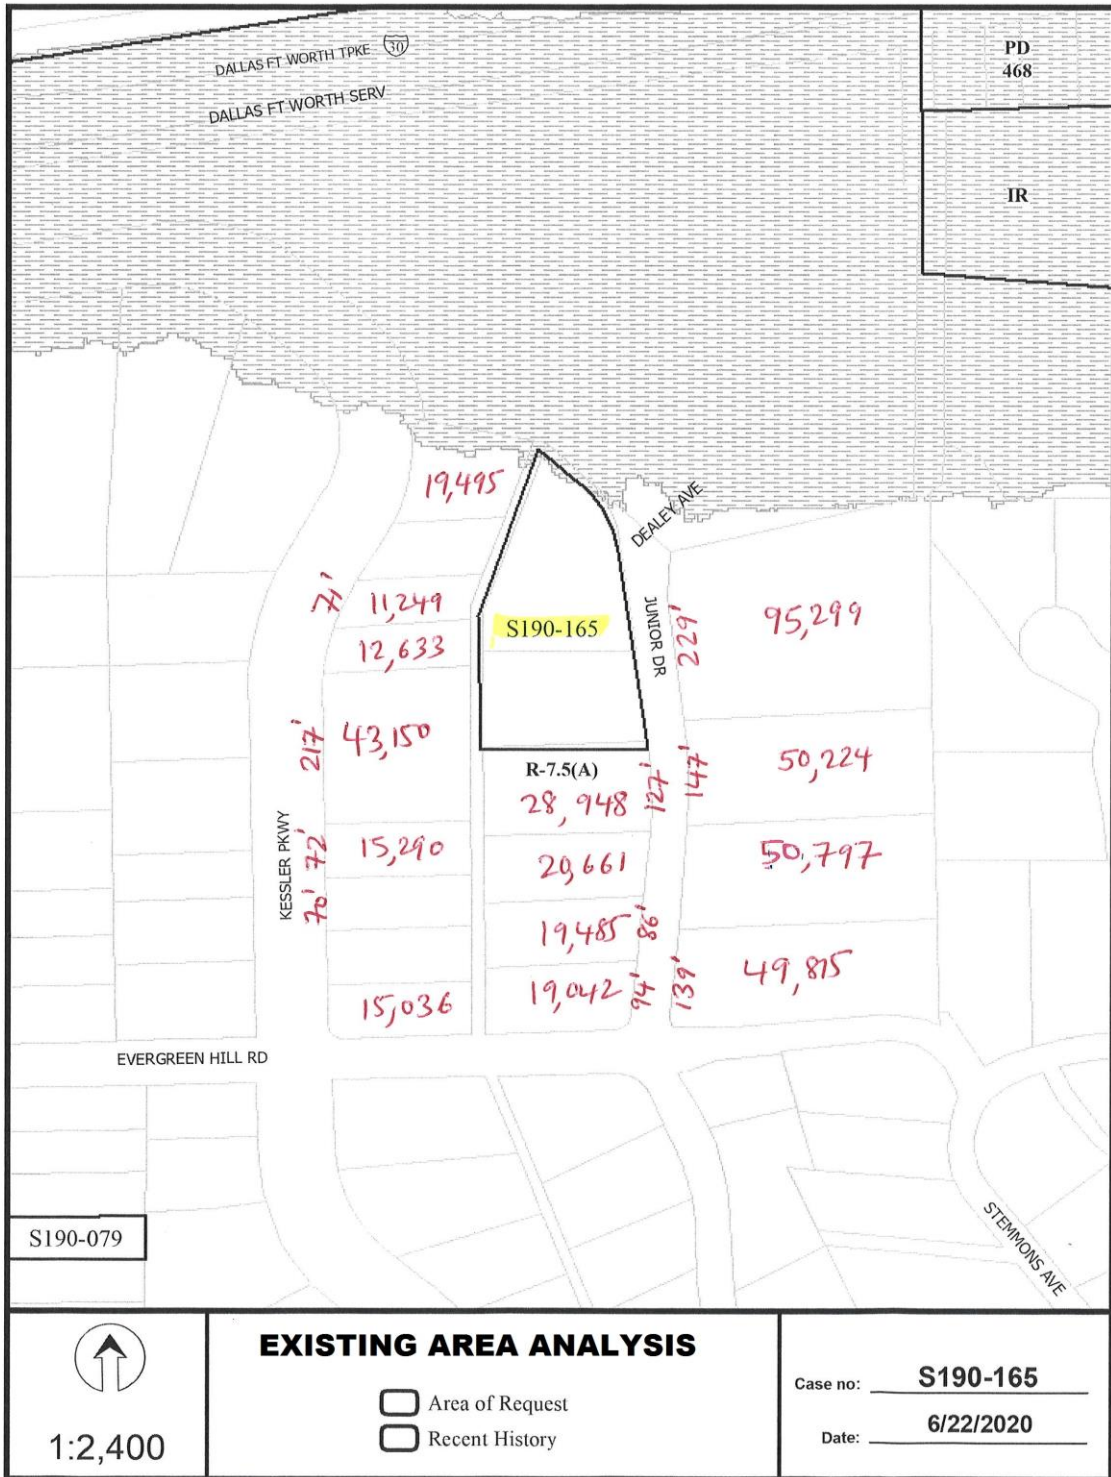 DALLAS FT WORTH TPKE 30
DALLAS FT WORTH SERV
PD
468
IR
19,495
DEALEY AVE
71'
11,249
12,633
S190-165
JUNIOR DR
229'
95,299
217'
43,150
R-7.5(A)
28,948
127'
147'
50,224
KESSLER PKWY
72'
15,290
20,661
50,797
70'
19,485
86'
15,036
19,042
94'
139'
49,815
EVERGREEN HILL RD
S190-079
STEMMONS AVE
1:2,400
EXISTING AREA ANALYSIS
Area of Request
Recent History
Case no: S190-165
Date: 6/22/2020